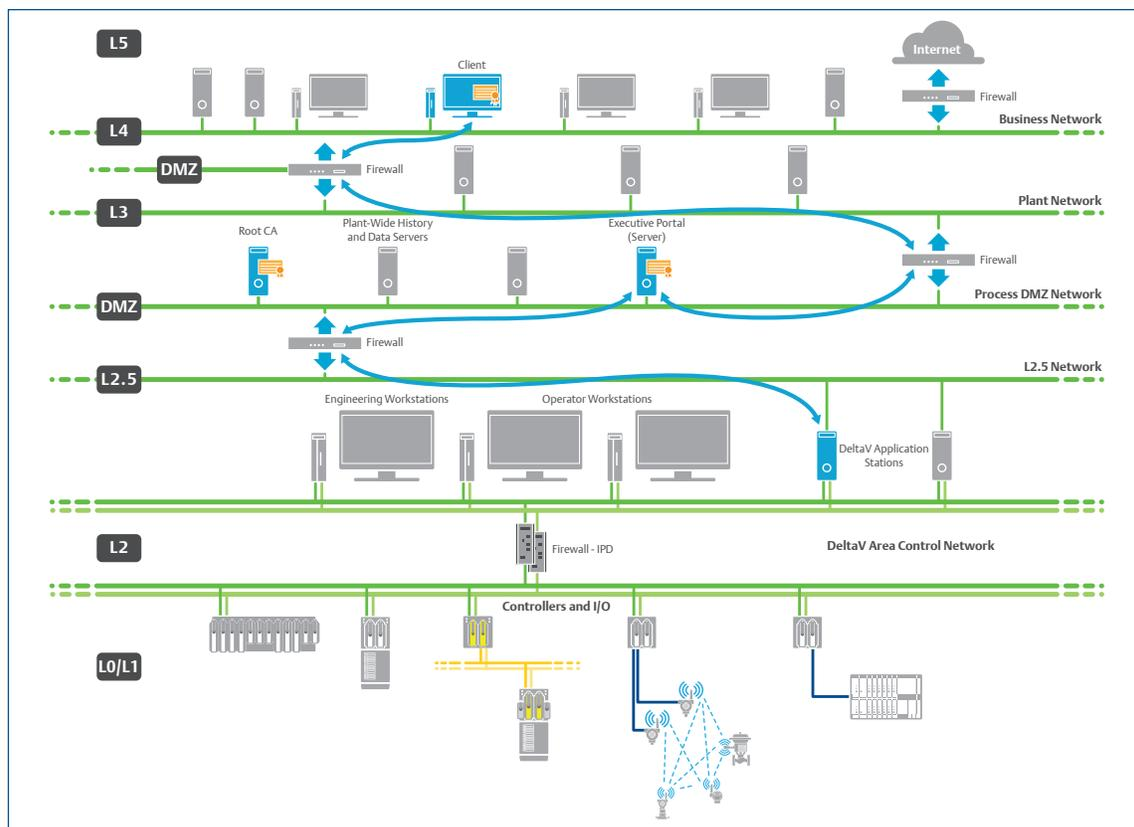 L5
Internet
Client
Firewall
Business Network
L4
DMZ
Firewall
Plant Network
L3
Root CA
Plant-Wide History
and Data Servers
Executive Portal
(Server)
Firewall
Process DMZ Network
DMZ
Firewall
L2.5 Network
L2.5
Engineering Workstations
Operator Workstations
DeltaV Application
Stations
L2
Firewall - IPD
DeltaV Area Control Network
Controllers and I/O
L0/L1